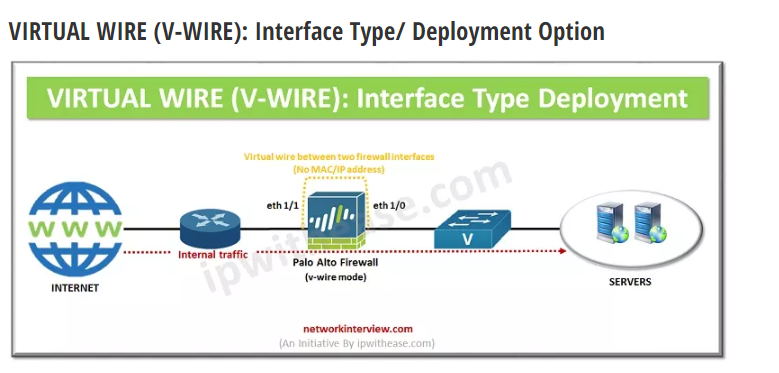 VIRTUAL WIRE (V-WIRE): Interface Type/ Deployment Option
VIRTUAL WIRE (V-WIRE): Interface Type Deployment
Virtual wire between two firewall interfaces
(No MAC/IP address)
eth 1/1
eth 1/0
WWW
V
Internal traffic
Palo Alto Firewall
(v-wire mode)
INTERNET
SERVERS
ipwithease.com
networkinterview.com
(An Initiative By ipwithease.com)